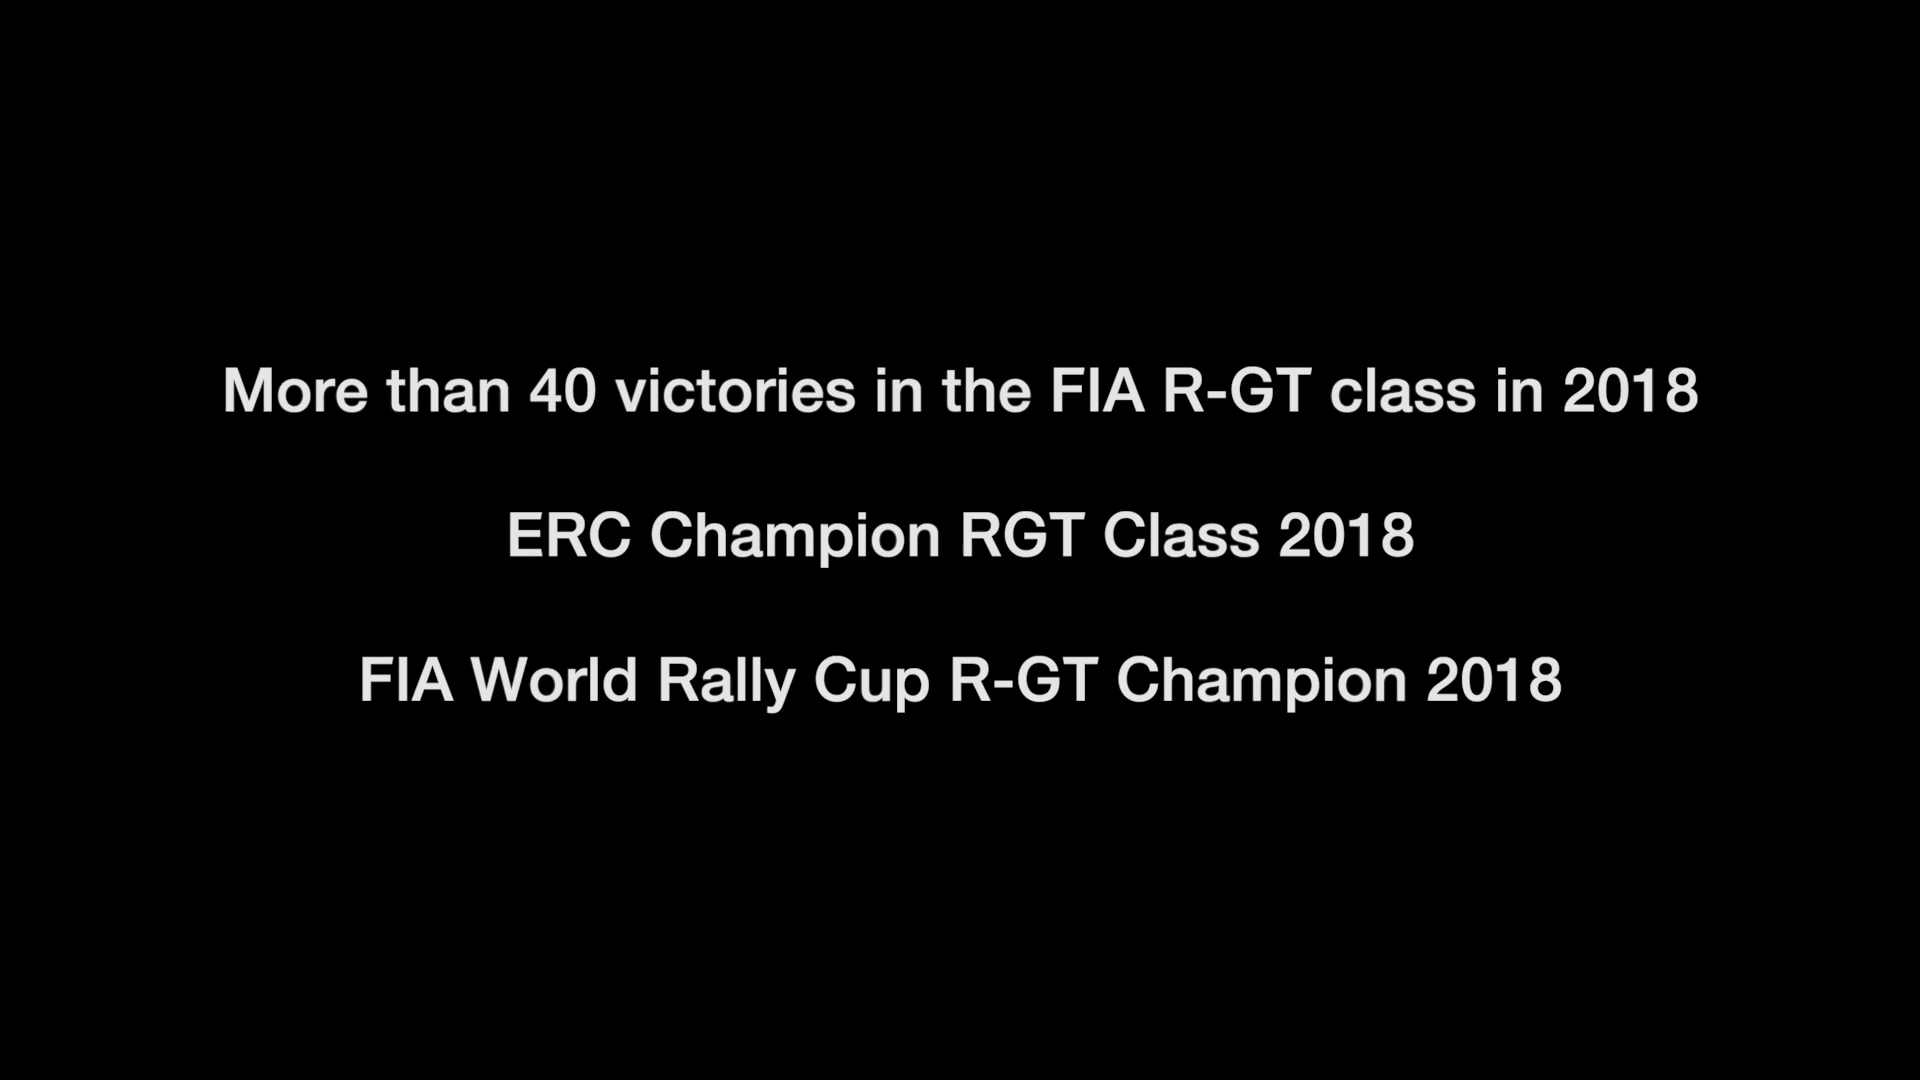 More than 40 victories in the FIA R-GT class in 2018
ERC Champion RGT Class 2018
FIA World Rally Cup R-GT Champion 2018